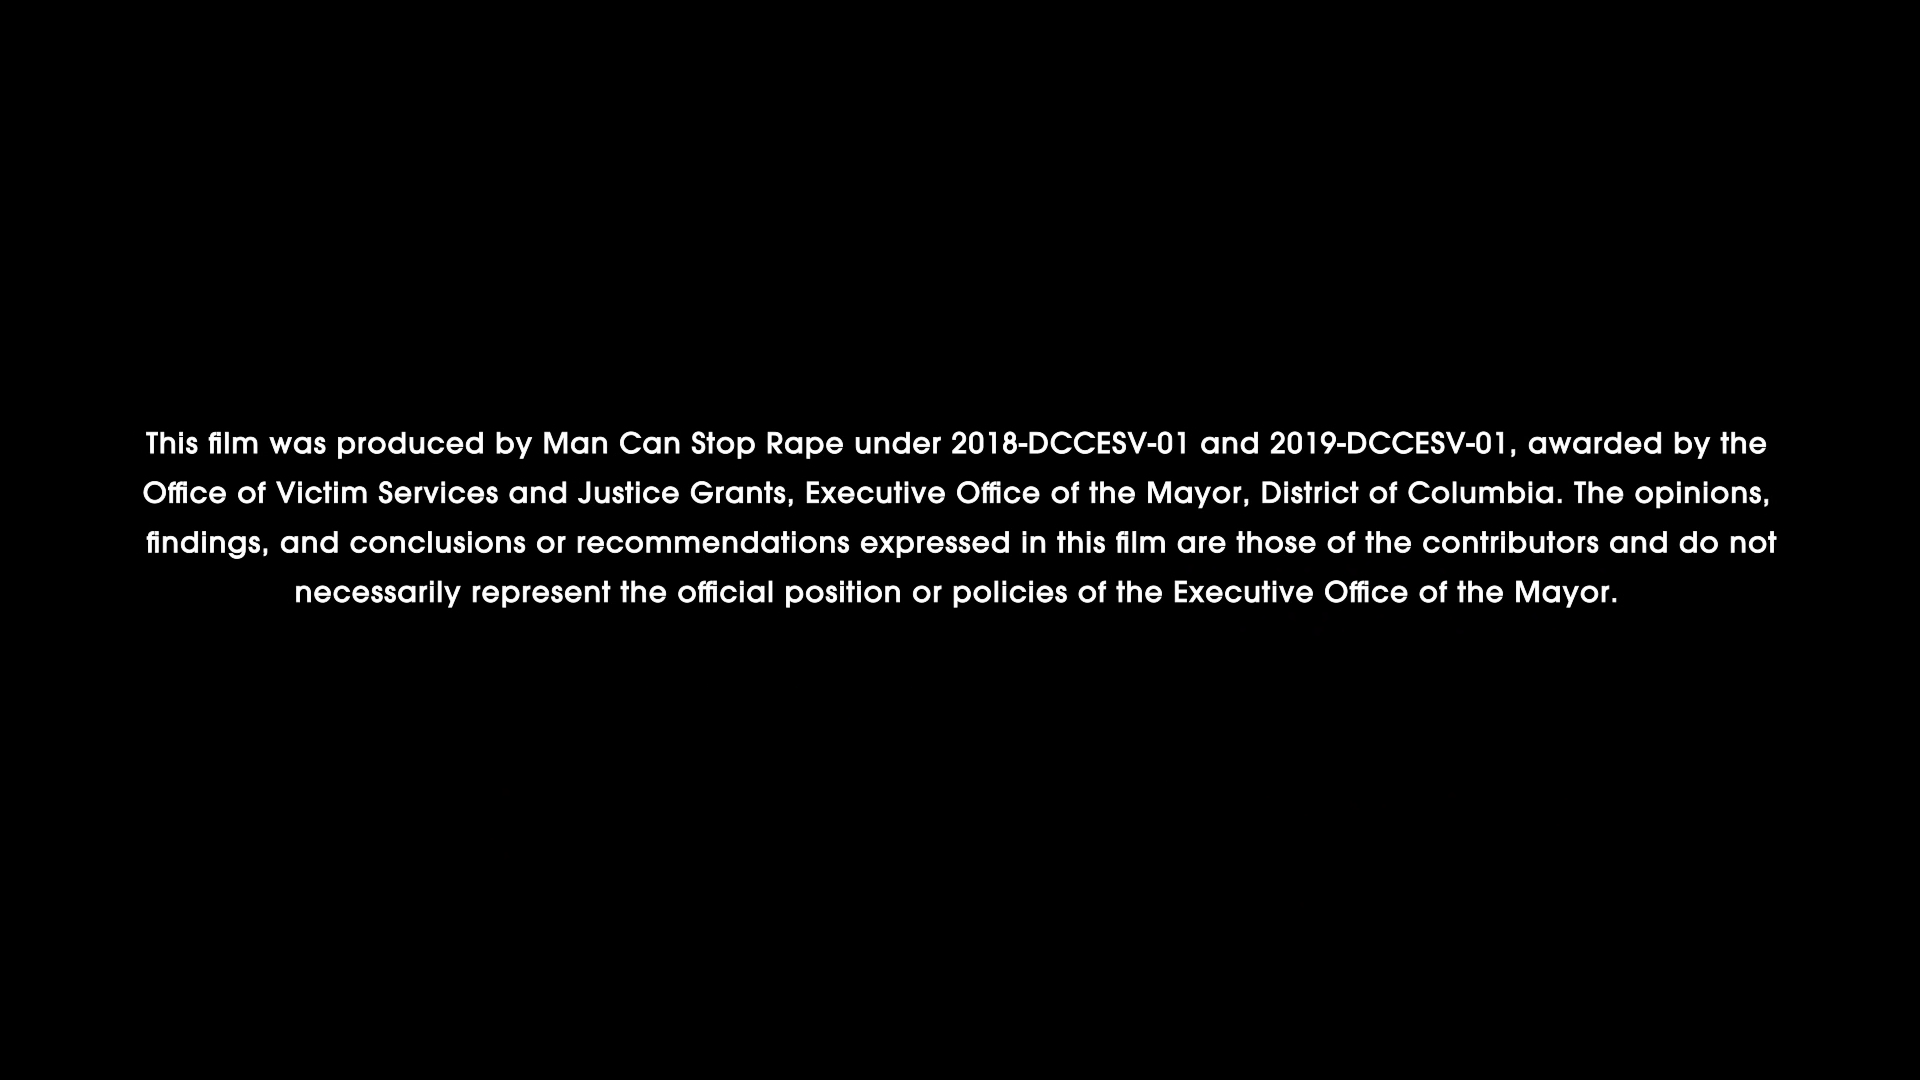 This film was produced by Man Can Stop Rape under 2018-DCCESV-01 and 2019-DCCESV-01, awarded by the
Office of Victim Services and Justice Grants, Executive Office of the Mayor, District of Columbia. The opinions,
findings, and conclusions or recommendations expressed in this film are those of the contributors and do not
necessarily represent the official position or policies of the Executive Office of the Mayor.